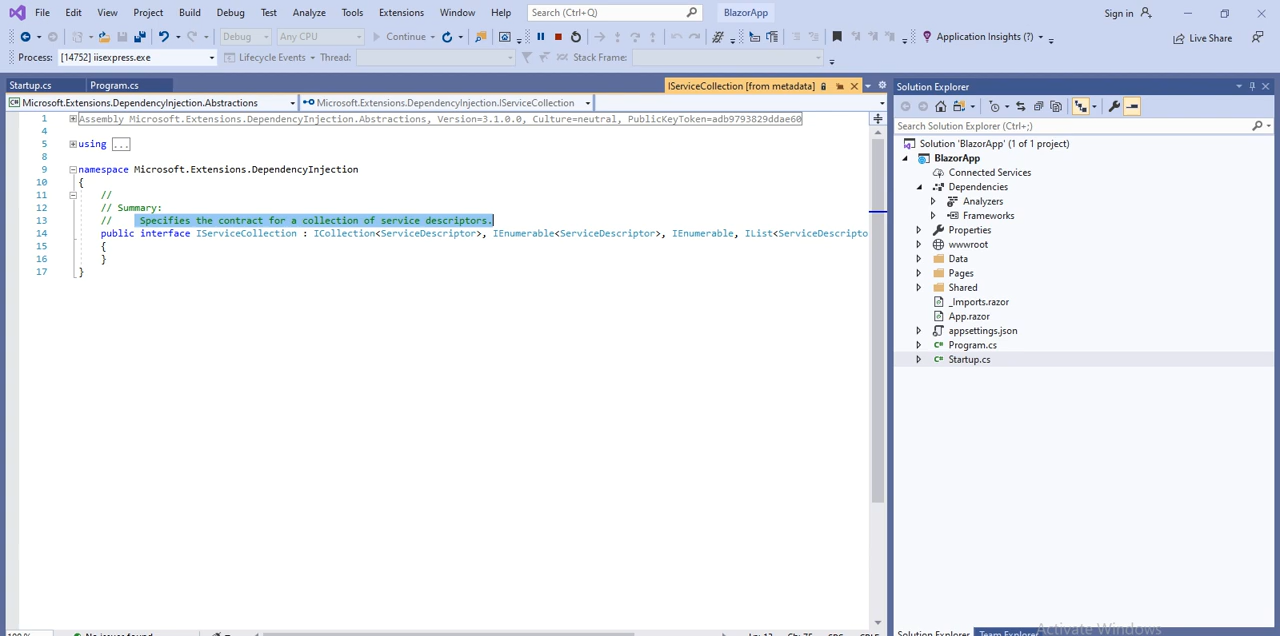 File Edit View Project Build Debug Test Analyze Tools Extensions Window Help Search (Ctrl+Q) BlazorApp Sign in
Debug Any CPU Continue Application Insights (?) Live Share
Process: [14752] iisexpress.exe Lifecycle Events Thread: Stack Frame:
Startup.cs Program.cs IServiceCollection [from metadata]
Microsoft.Extensions.DependencyInjection.Abstractions Microsoft.Extensions.DependencyInjection.IServiceCollection
1 Assembly Microsoft.Extensions.DependencyInjection.Abstractions, Version=3.1.0.0, Culture=neutral, PublicKeyToken=adb9793829ddae60
4
5 using ...
8
9 namespace Microsoft.Extensions.DependencyInjection
10 {
11 //
12 // Summary:
13 // Specifies the contract for a collection of service descriptors.
14 public interface IServiceCollection : ICollection<ServiceDescriptor>, IEnumerable<ServiceDescriptor>, IEnumerable, IList<ServiceDescripto
15 {
16 }
17 }
Solution Explorer
Search Solution Explorer (Ctrl+;)
Solution 'BlazorApp' (1 of 1 project)
BlazorApp
Connected Services
Dependencies
Analyzers
Frameworks
Properties
wwwroot
Data
Pages
Shared
_Imports.razor
App.razor
appsettings.json
C# Program.cs
C# Startup.cs
No issues found
Solution Explorer Team Explorer
Activate Windows